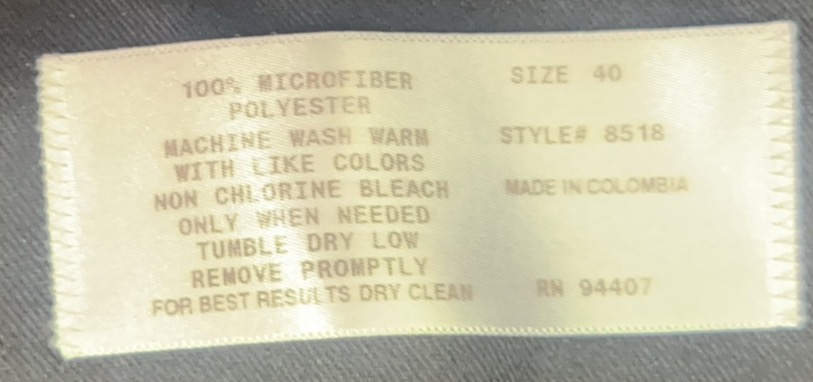 100% MICROFIBER
POLYESTER
MACHINE WASH WARM
WITH LIKE COLORS
NON CHLORINE BLEACH
ONLY WHEN NEEDED
TUMBLE DRY LOW
REMOVE PROMPTLY
FOR BEST RESULTS DRY CLEAN
SIZE 40
STYLE# 8518
MADE IN COLOMBIA
RN 94407